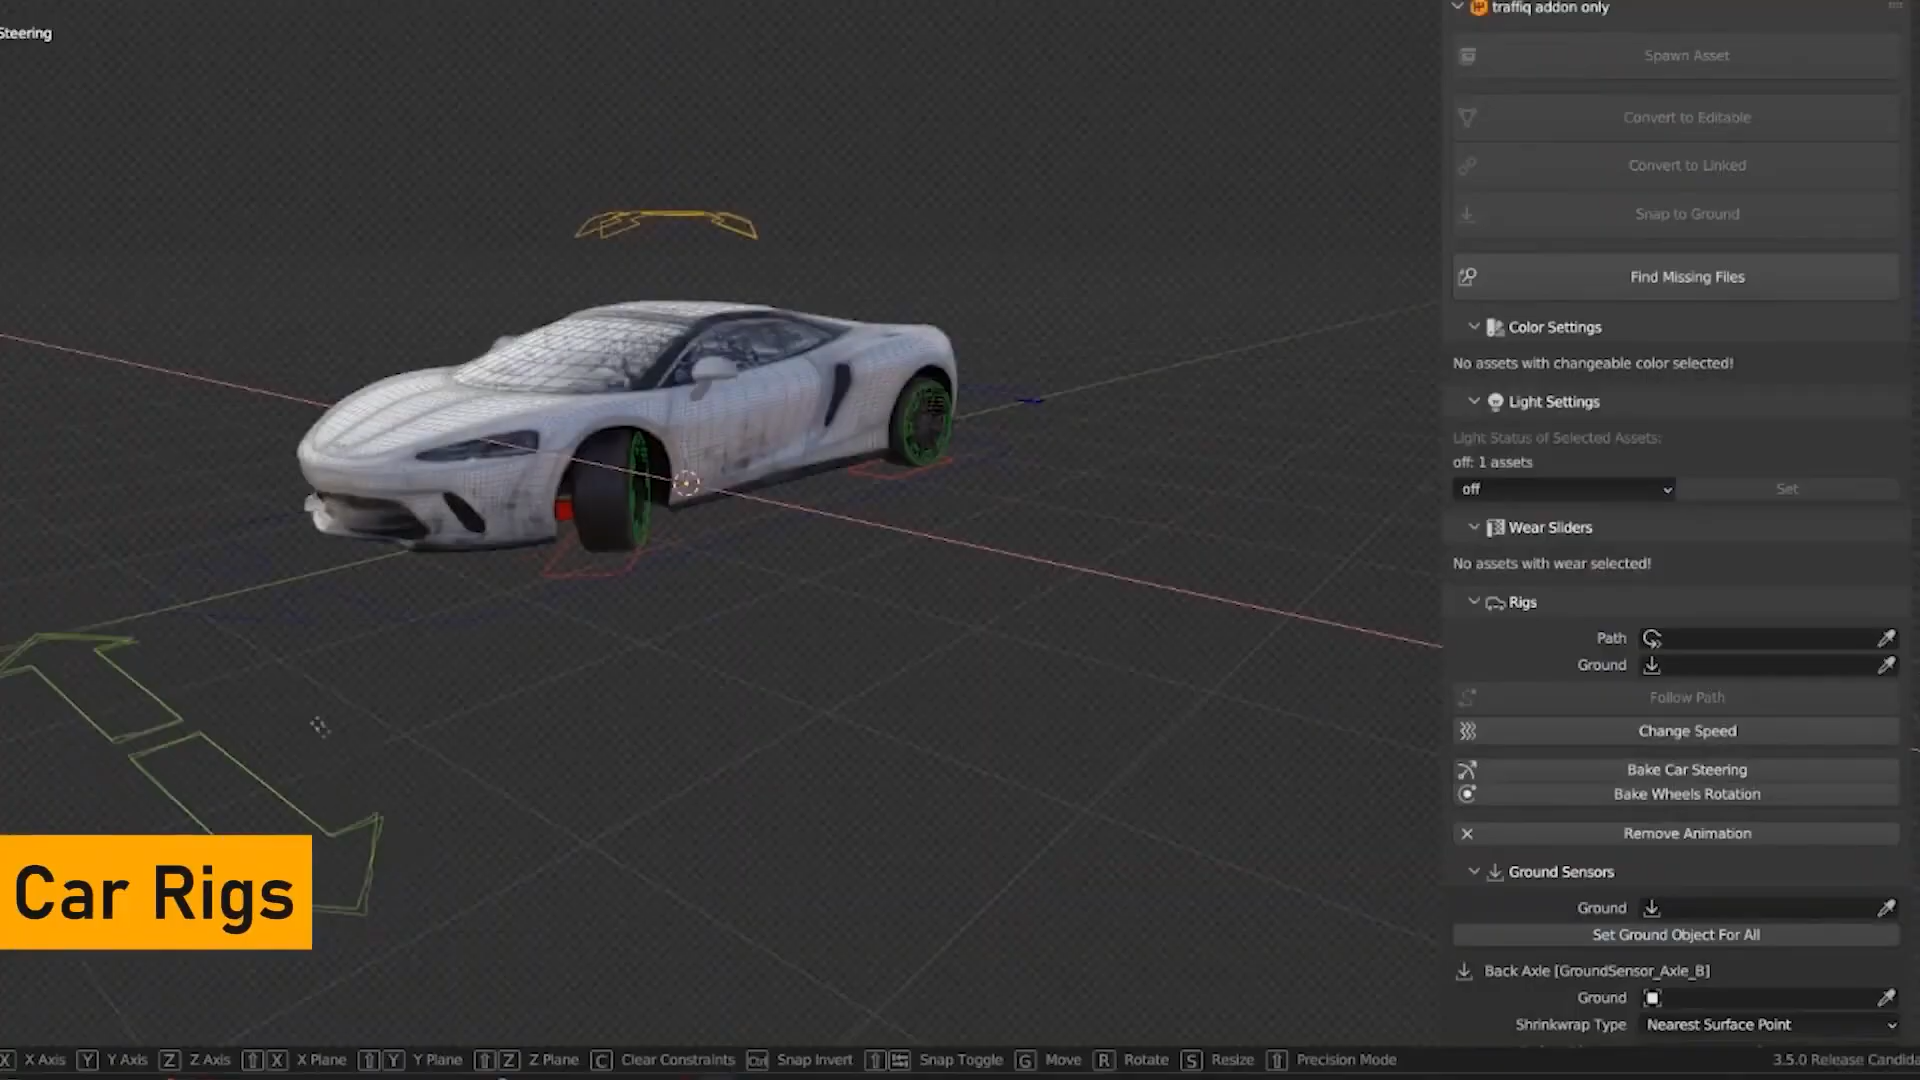 Steering
traffiq addon only
Spawn Asset
Convert to Editable
Convert to Linked
Snap to Ground
Find Missing Files
Color Settings
No assets with changeable color selected!
Light Settings
Light Status of Selected Assets:
off: 1 assets
off Set
Wear Sliders
No assets with wear selected!
Rigs
Path
Ground
Follow Path
Change Speed
Bake Car Steering
Bake Wheels Rotation
Remove Animation
Ground Sensors
Ground
Set Ground Object For All
Back Axle [GroundSensor_Axle_B]
Ground
Shrinkwrap Type Nearest Surface Point
Car Rigs
X X Axis Y Y Axis Z Z Axis X X Plane Y Y Plane Z Z Plane C Clear Constraints Ctrl Snap Invert Snap Toggle G Move R Rotate S Resize Precision Mode 3.5.0 Release Candida